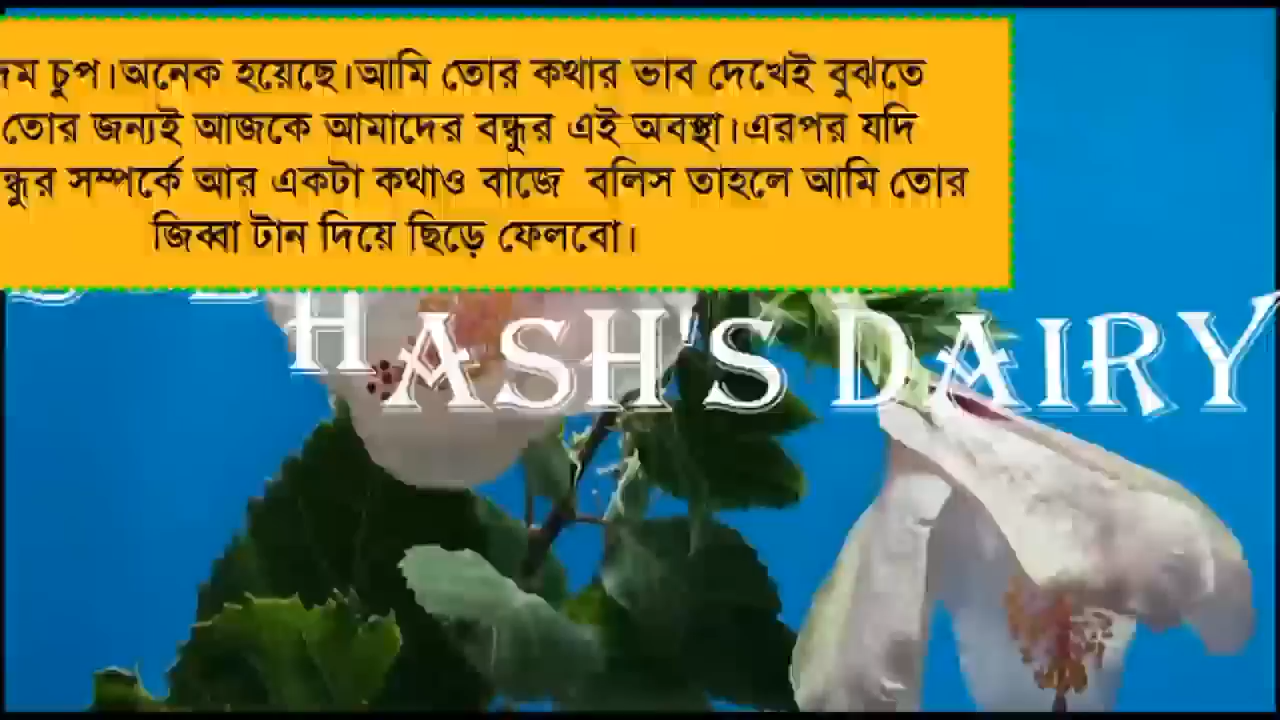 চুপ।অনেক হয়েছে।আমি তোর কথার ভাব দেখেই বুঝতে
তোর জন্যই আজকে আমাদের বন্ধুর এই অবস্থা।এরপর যদি
সম্পর্কে আর একটা কথাও বাজে বলিস তাহলে আমি তোর
জিব্বা টান দিয়ে ছিড়ে ফেলবো।
HASH'S DAIRY